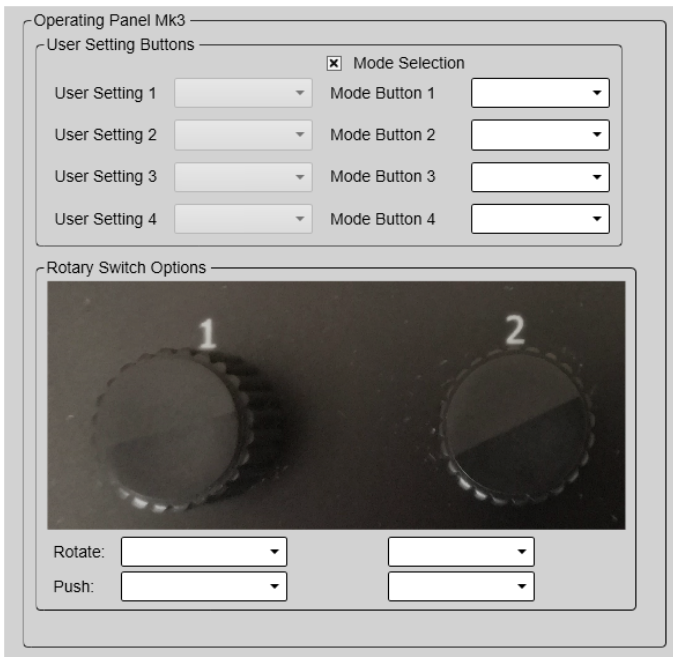 Operating Panel Mk3
User Setting Buttons
Mode Selection
User Setting 1 Mode Button 1
User Setting 2 Mode Button 2
User Setting 3 Mode Button 3
User Setting 4 Mode Button 4
Rotary Switch Options
1 2
Rotate:
Push: